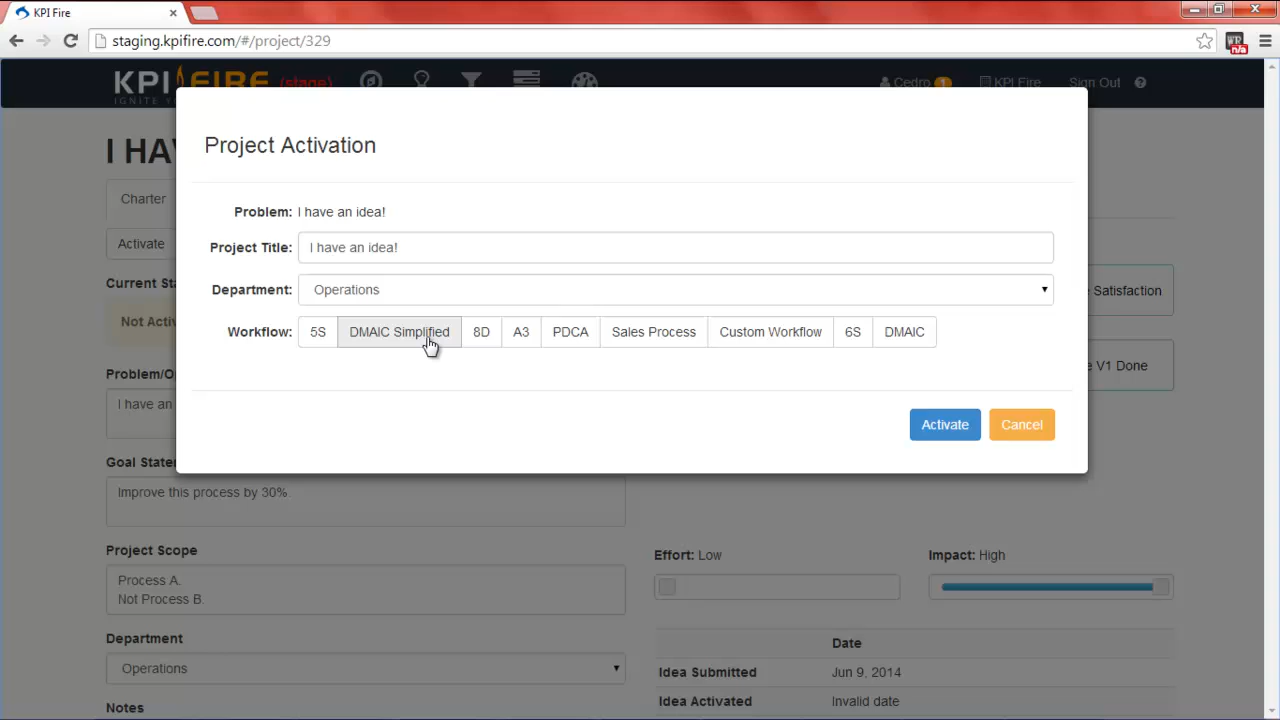 KPI Fire
staging.kpifire.com/#/project/329
WR
n/a
KPI FIRE (stage)
Cedro 1 KPI Fire Sign Out ?
IGNITE
I HAV
Project Activation
Charter
Problem: I have an idea!
Activate
Project Title: I have an idea!
Current Sta
Department: Operations
Satisfaction
Not Activ
Workflow: 5S DMAIC Simplified 8D A3 PDCA Sales Process Custom Workflow 6S DMAIC
V1 Done
Problem/O
I have an
Activate Cancel
Goal State
Improve this process by 30%.
Project Scope
Effort: Low Impact: High
Process A.
Not Process B.
Department
Date
Operations
Idea Submitted Jun 9, 2014
Idea Activated Invalid date
Notes